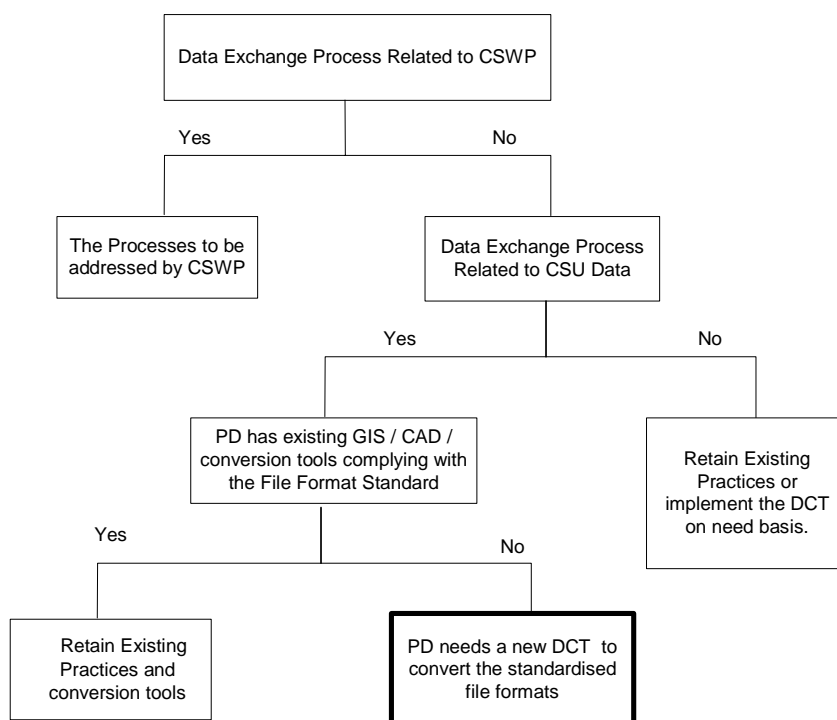 Data Exchange Process Related to CSWP
Yes
No
The Processes to be
addressed by CSWP
Data Exchange Process
Related to CSU Data
Yes
No
PD has existing GIS / CAD /
conversion tools complying with
the File Format Standard
Retain Existing
Practices or
implement the DCT
on need basis.
Yes
No
Retain Existing
Practices and
conversion tools
PD needs a new DCT to
convert the standardised
file formats